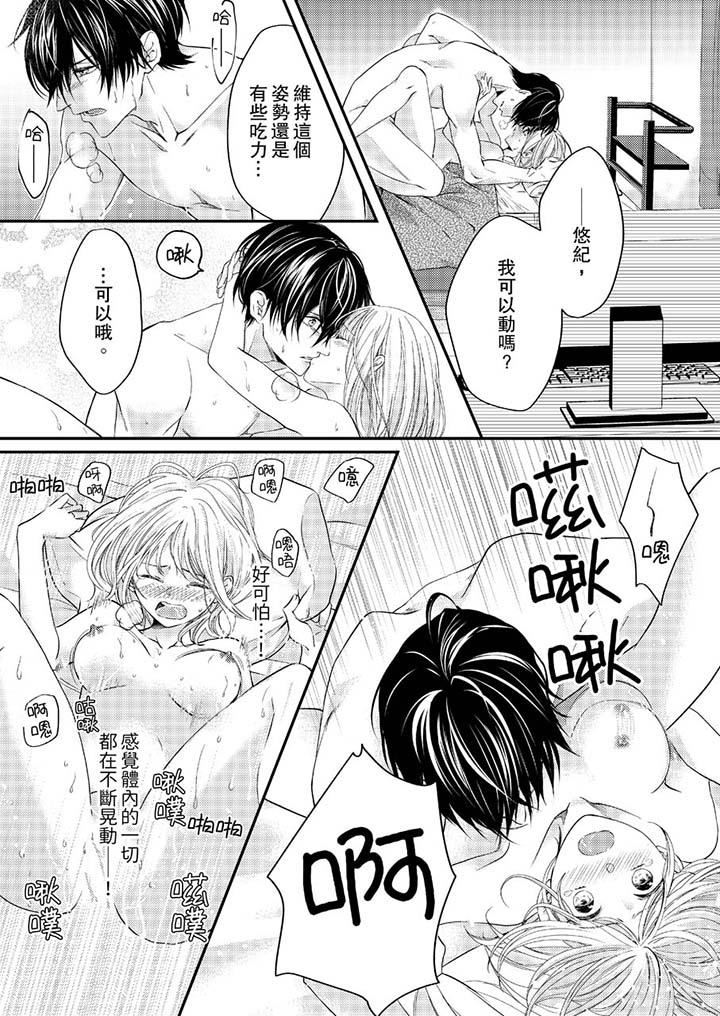 ——悠紀，
我可以動嗎？
維持這個
姿勢還是
有些吃力…
哈——
哈——
啾
…可以哦。
嗯
噫
啾
啾
啊
噫
啊嗯
呀啊
啪啪
嗯唔
好可怕…！
咕啾
啊嗯
感覺體內的一切
都在不斷晃動——！
啾
噗
啪啪
啾
噗
滋
噗